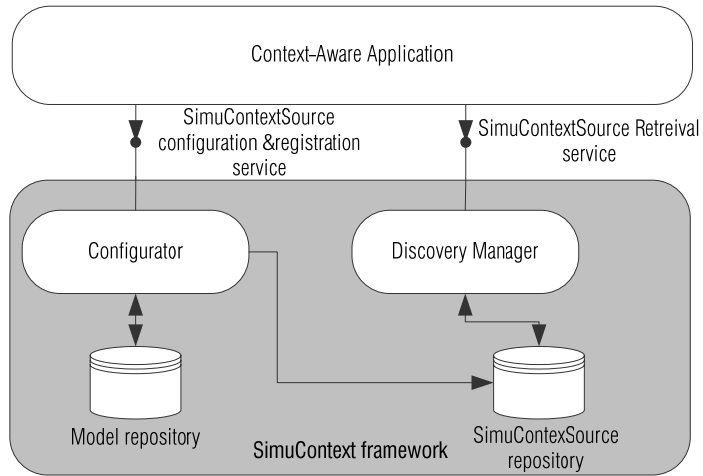 Context-Aware Application
SimuContextSource
configuration &registration
service
SimuContextSource Retreival
service
Configurator
Discovery Manager
Model repository
SimuContexSource
repository
SimuContext framework